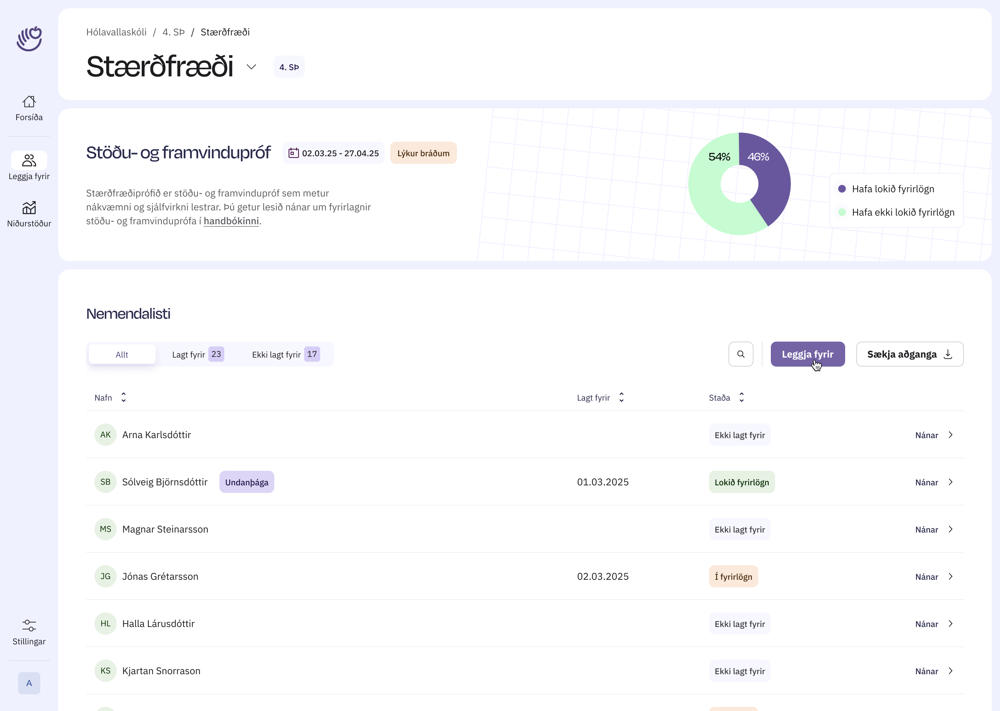 Hólavallaskóli / 4. SÞ / Stærðfræði
Stærðfræði
4. SÞ
Forsíða
Leggja fyrir
Niðurstöður
Stöðu- og framvindupróf
02.03.25 - 27.04.25
Lýkur bráðum
Stærðfræðiprófið er stöðu- og framvindupróf sem metur
nákvæmni og sjálfvirkni lestrar. Þú getur lesið nánar um fyrirlagnir
stöðu- og framvinduprófa í handbókinni.
54%
46%
Hafa lokið fyrirlögn
Hafa ekki lokið fyrirlögn
Nemendalisti
Allt
Lagt fyrir 23
Ekki lagt fyrir 17
Leggja fyrir
Sækja aðganga
Nafn
Lagt fyrir
Staða
AK Arna Karlsdóttir Ekki lagt fyrir Nánar
SB Sólveig Björnsdóttir Undanþága 01.03.2025 Lokið fyrirlögn Nánar
MS Magnar Steinarsson Ekki lagt fyrir Nánar
JG Jónas Grétarsson 02.03.2025 Í fyrirlögn Nánar
HL Halla Lárusdóttir Ekki lagt fyrir Nánar
KS Kjartan Snorrason Ekki lagt fyrir Nánar
Stillingar
A